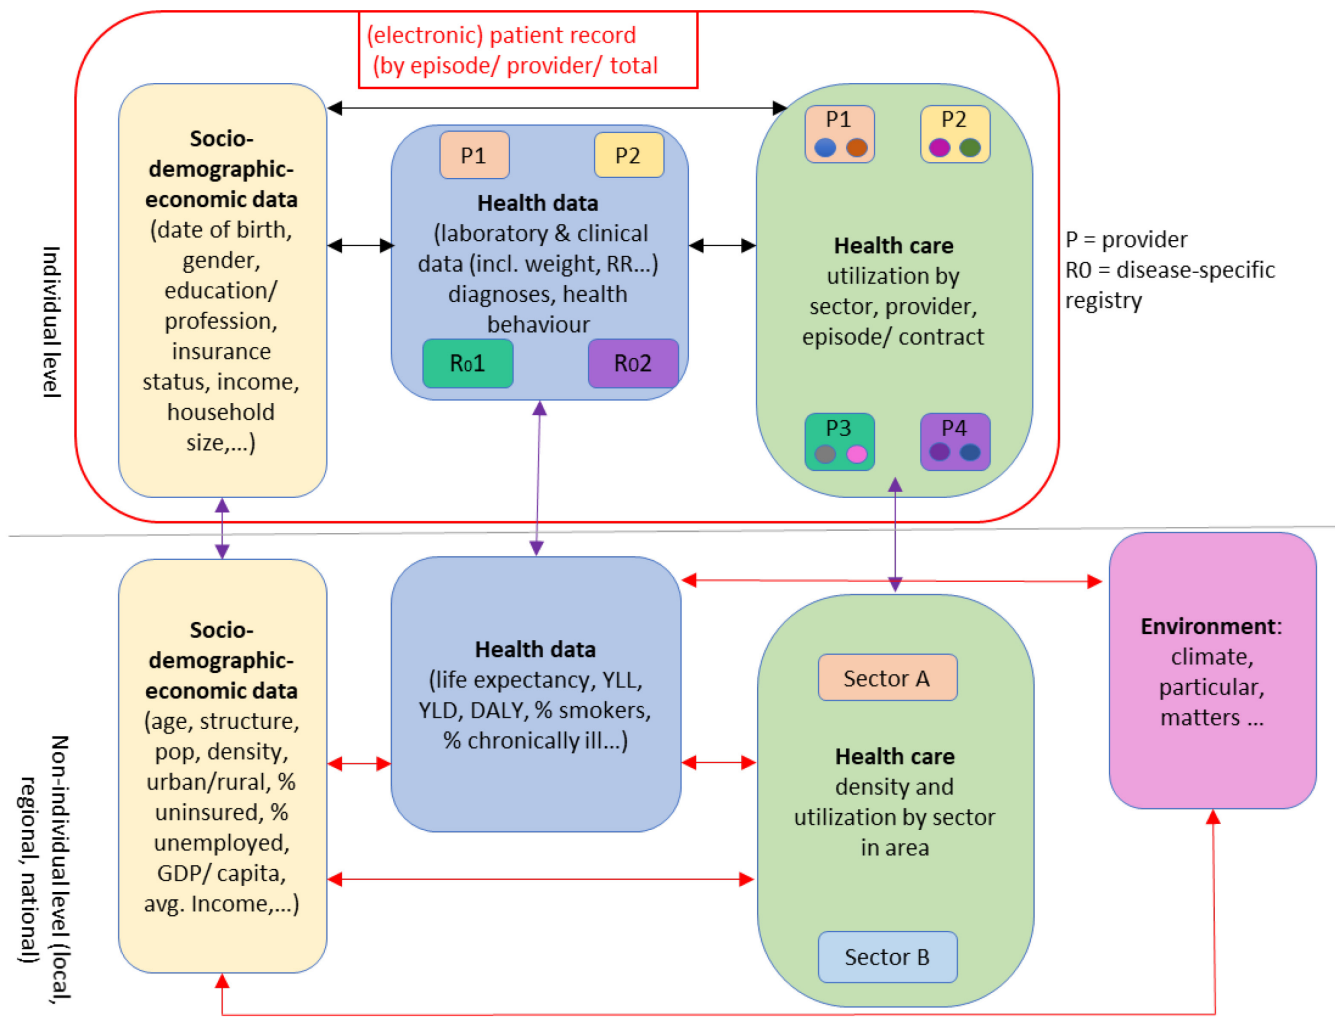 (electronic) patient record
(by episode/ provider/ total
Individual level
Socio-
demographic-
economic data
(date of birth,
gender,
education/
profession,
insurance
status, income,
household
size,...)
P1
P2
Health data
(laboratory & clinical
data (incl. weight, RR...)
diagnoses, health
behaviour
R01
R02
P1
P2
Health care
utilization by
sector, provider,
episode/ contract
P3
P4
P = provider
R0 = disease-specific
registry
Non-individual level (local,
regional, national)
Socio-
demographic-
economic data
(age, structure,
pop, density,
urban/rural, %
uninsured, %
unemployed,
GDP/ capita,
avg. Income,...)
Health data
(life expectancy, YLL,
YLD, DALY, % smokers,
% chronically ill...)
Sector A
Health care
density and
utilization by sector
in area
Sector B
Environment:
climate,
particular,
matters ...